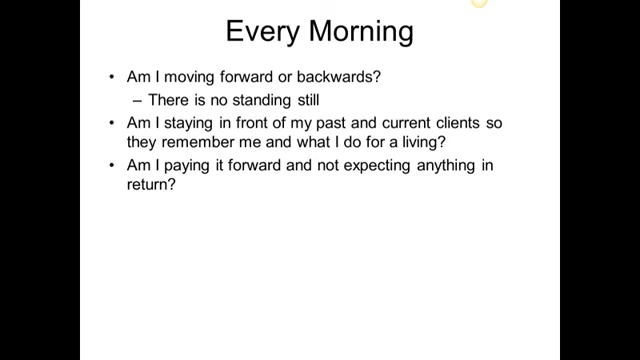 Every Morning
• Am I moving forward or backwards?
– There is no standing still
• Am I staying in front of my past and current clients so
they remember me and what I do for a living?
• Am I paying it forward and not expecting anything in
return?